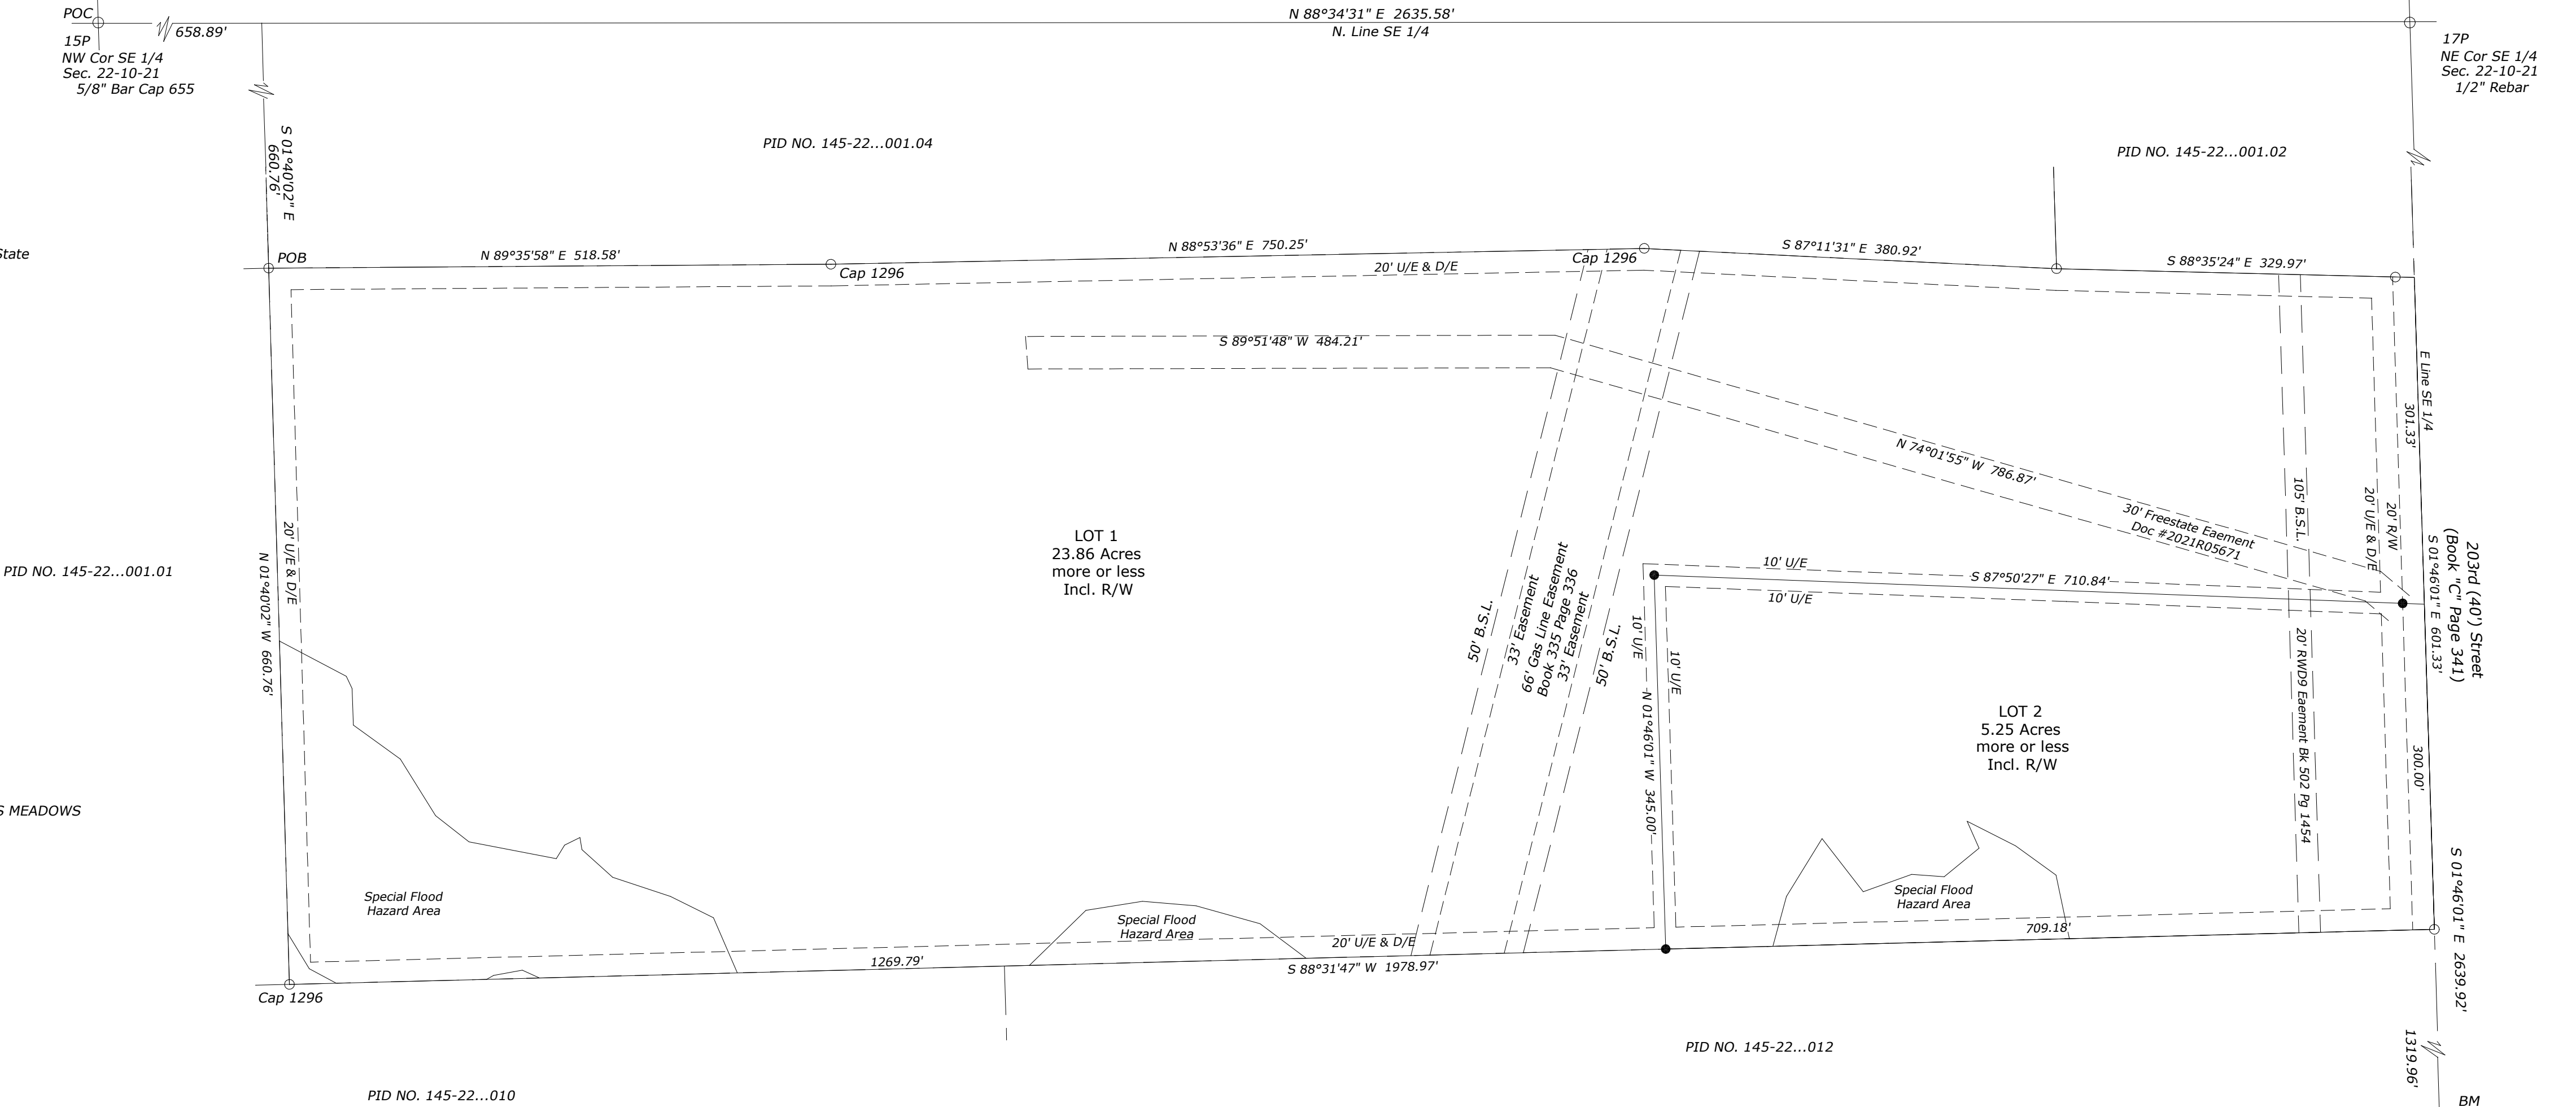 POC
N 88°34'31" E  2635.58'
658.89'
N. Line SE 1/4
15P
NW Cor SE 1/4
Sec. 22-10-21
5/8" Bar Cap 655
17P
NE Cor SE 1/4
Sec. 22-10-21
1/2" Rebar
S 01°40'02" E
660.76'
PID NO. 145-22...001.04
PID NO. 145-22...001.02
State
POB
N 89°35'58" E  518.58'
Cap 1296
N 88°53'36" E  750.25'
Cap 1296
20' U/E & D/E
S 87°11'31" E  380.92'
S 88°35'24" E  329.97'
S 89°51'48" W  484.21'
E Line SE 1/4
301.33'
N 74°01'55" W  786.87'
30' Freestate Eaement
Doc #2021R05671
105' B.S.L.
20' U/E & D/E
20' R/W
LOT 1
23.86 Acres
more or less
Incl. R/W
PID NO. 145-22...001.01
N 01°40'02" W  660.76'
20' U/E & D/E
50' B.S.L.
33' Easement
66' Gas Line Easement
Book 335 Page 336
33' Easement
50' B.S.L.
10' U/E
S 87°50'27" E  710.84'
10' U/E
10' U/E
10' U/E
N 01°46'01" W  345.00'
S 01°46'01" E  601.33'
203rd (40') Street
(Book "C" Page 341)
LOT 2
5.25 Acres
more or less
Incl. R/W
20' RWD9 Eaement Bk 502 Pg 1454
300.00'
S MEADOWS
Special Flood
Hazard Area
Special Flood
Hazard Area
Special Flood
Hazard Area
20' U/E & D/E
709.18'
1269.79'
S 88°31'47" W  1978.97'
Cap 1296
S 01°46'01" E  2639.92'
1319.96'
PID NO. 145-22...012
PID NO. 145-22...010
BM